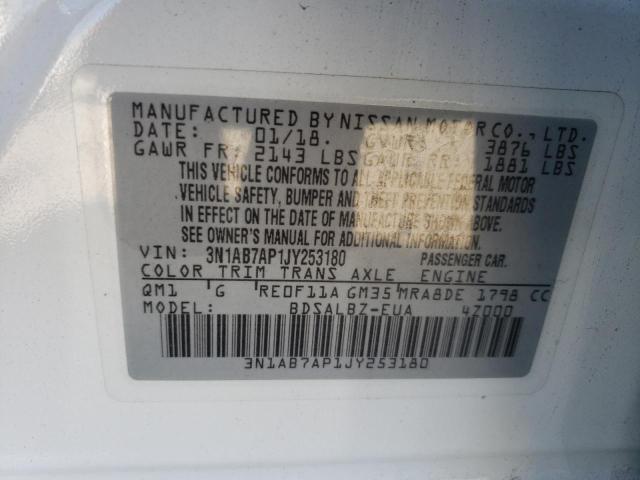 MANUFACTURED BY NISSAN MOTOR CO., LTD.
DATE: 01/18. GVWR: 3876 LBS
GAWR FR: 2143 LBS GAWR RR: 1881 LBS
THIS VEHICLE CONFORMS TO ALL APPLICABLE FEDERAL MOTOR
VEHICLE SAFETY, BUMPER AND THEFT PREVENTION STANDARDS
IN EFFECT ON THE DATE OF MANUFACTURE SHOWN ABOVE.
SEE OWNER'S MANUAL FOR ADDITIONAL INFORMATION.
VIN: 3N1AB7AP1JY253180 PASSENGER CAR.
COLOR TRIM TRANS AXLE ENGINE
QM1 G RE0F11A GM35 MRA8DE 1798 CC
MODEL BDSALBZ-EUA 4Z000
3N1AB7AP1JY253180